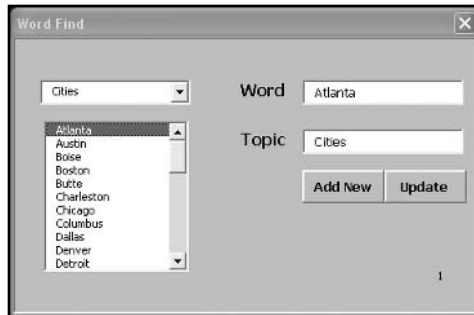 Word Find
Cities
Word
Atlanta
Topic
Cities
Atlanta
Austin
Boise
Boston
Butte
Charleston
Chicago
Columbus
Dallas
Denver
Detroit
Add New
Update
1